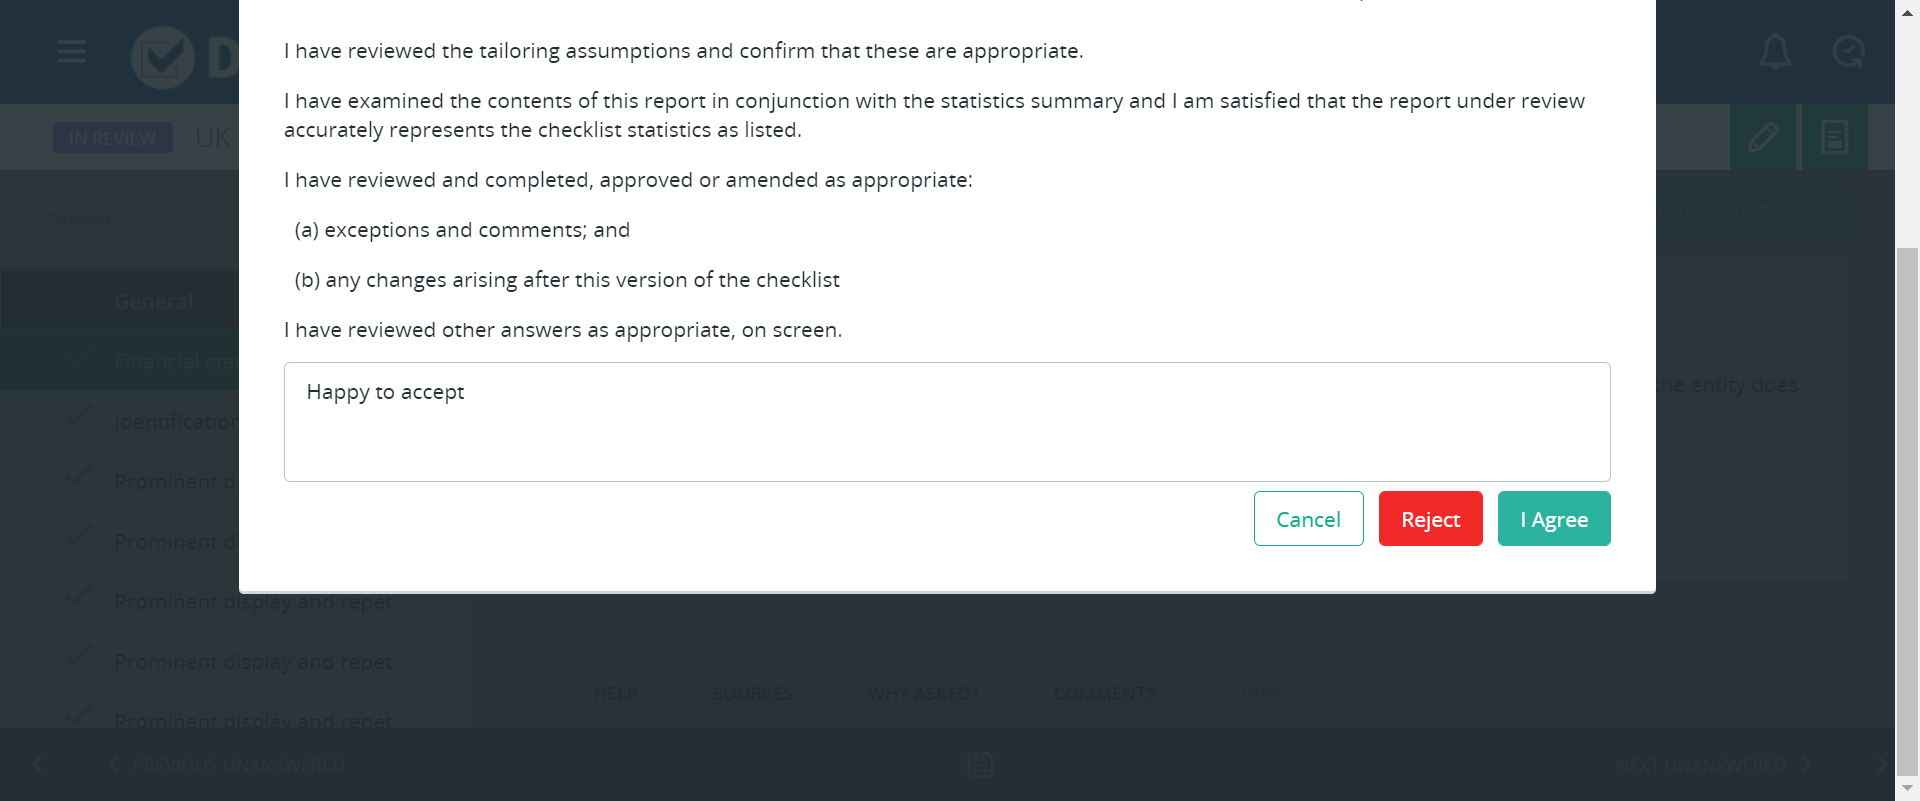 I have reviewed the tailoring assumptions and confirm that these are appropriate.
I have examined the contents of this report in conjunction with the statistics summary and I am satisfied that the report under review
accurately represents the checklist statistics as listed.
IN REVIEW UK
I have reviewed and completed, approved or amended as appropriate:
Search...
Complete Review
(a) exceptions and comments; and
(b) any changes arising after this version of the checklist
General
I have reviewed other answers as appropriate, on screen.
Financial stat
Happy to accept
the entity does
Identification
Prominent d
Cancel Reject I Agree
Prominent di
Prominent display and repet
Prominent display and repet
HELP SOURCES WHY ASKED? COMMENTS LINKS
Prominent display and repet
PREVIOUS UNANSWERED NEXT UNANSWERED